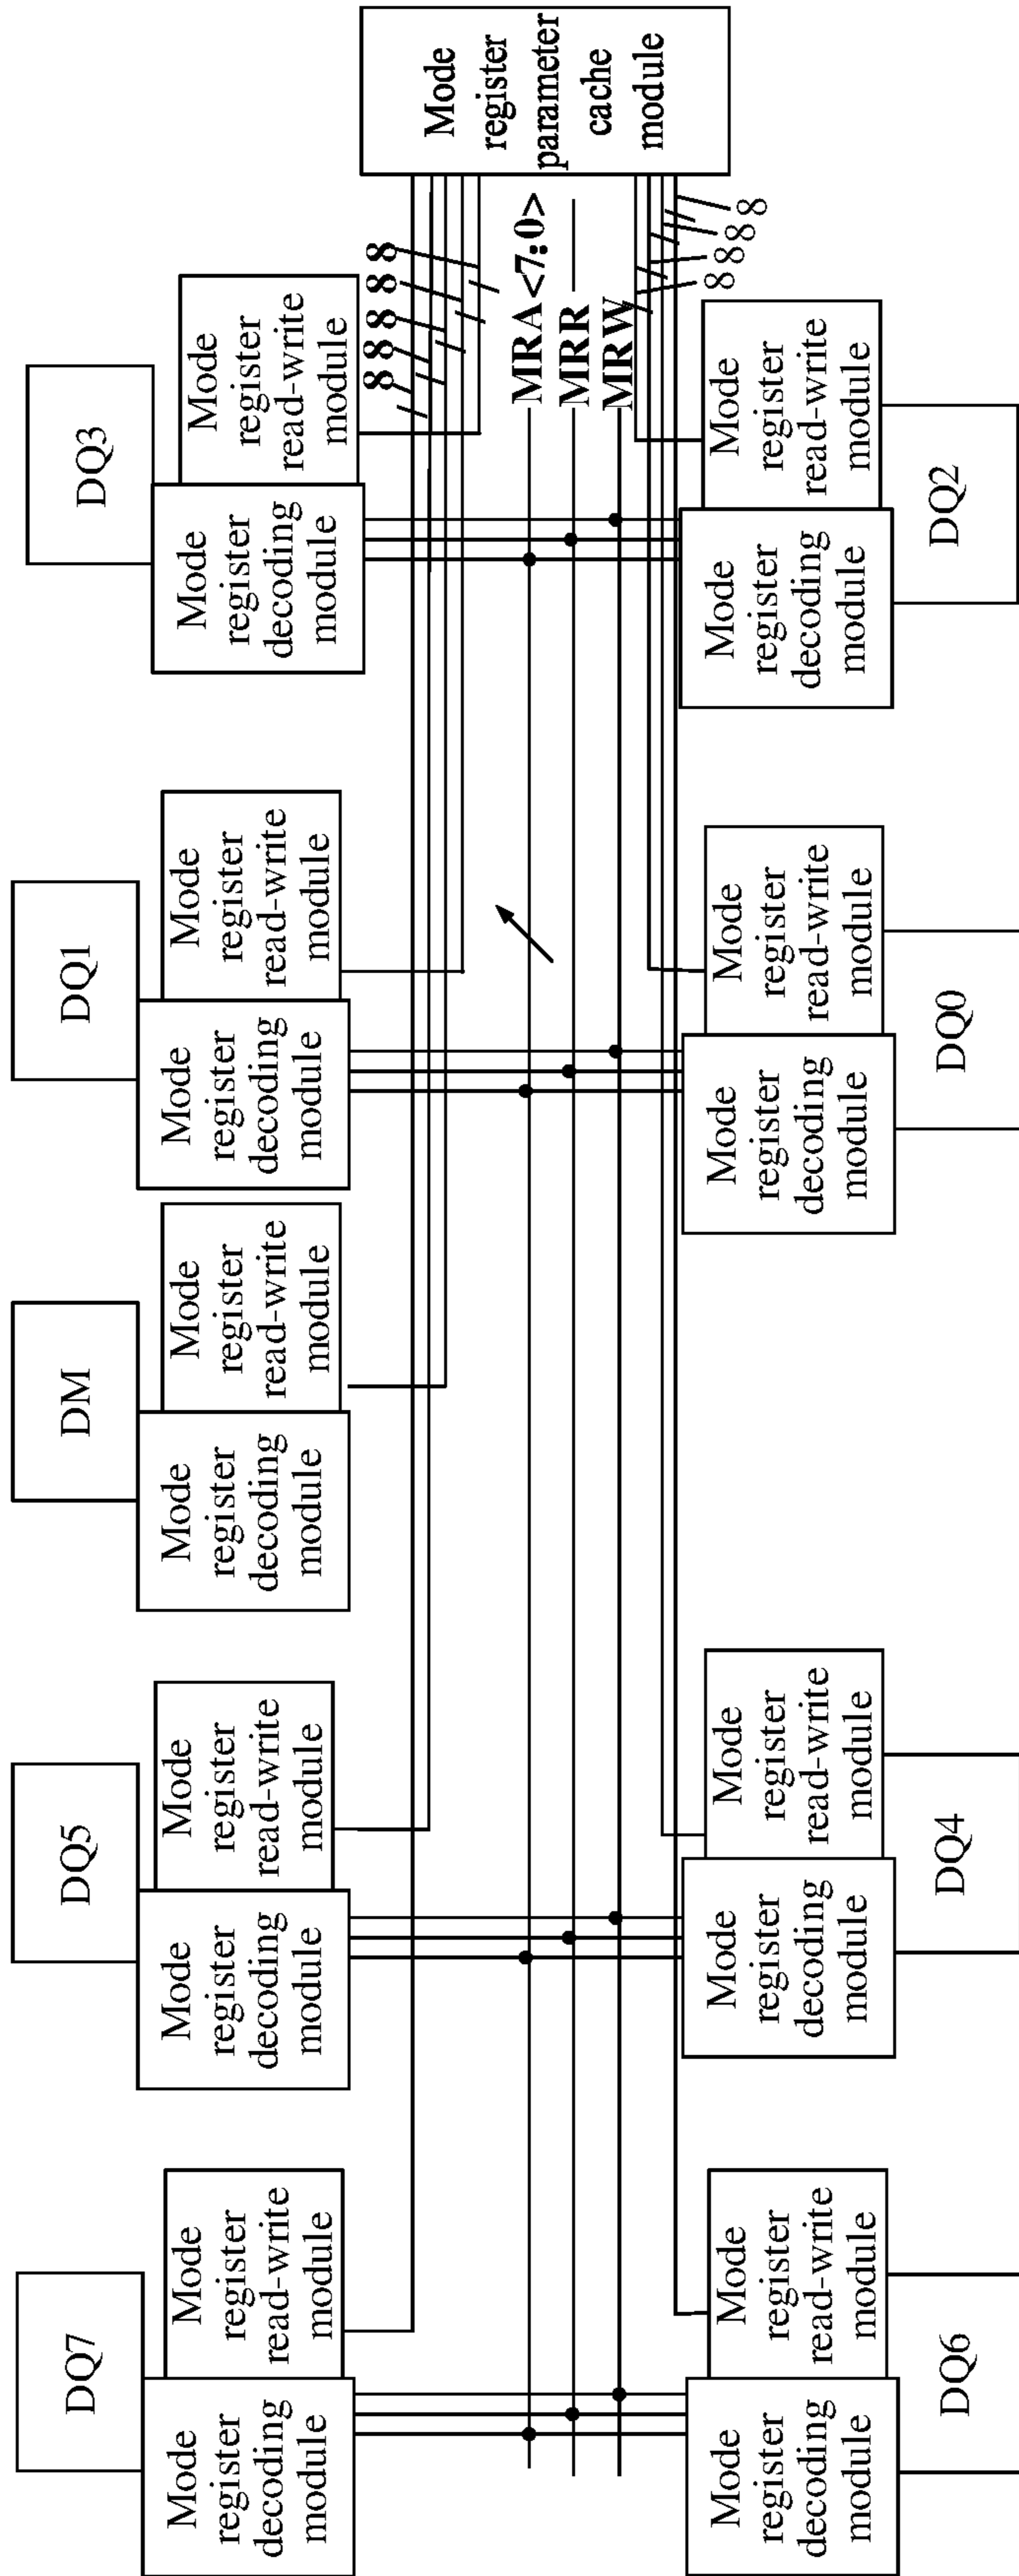 DQ7
DQ5
DM
DQ1
DQ3
Mode
register
decoding
module
Mode
register
read-write
module
Mode
register
decoding
module
Mode
register
read-write
module
Mode
register
decoding
module
Mode
register
read-write
module
Mode
register
decoding
module
Mode
register
read-write
module
Mode
register
decoding
module
Mode
register
read-write
module
8 8 8 8 8
MRA <7:0>
MRR
MRW
Mode
register
parameter
cache
module
8 8 8 8
Mode
register
decoding
module
Mode
register
read-write
module
Mode
register
decoding
module
Mode
register
read-write
module
Mode
register
decoding
module
Mode
register
read-write
module
Mode
register
decoding
module
Mode
register
read-write
module
DQ6
DQ4
DQ0
DQ2